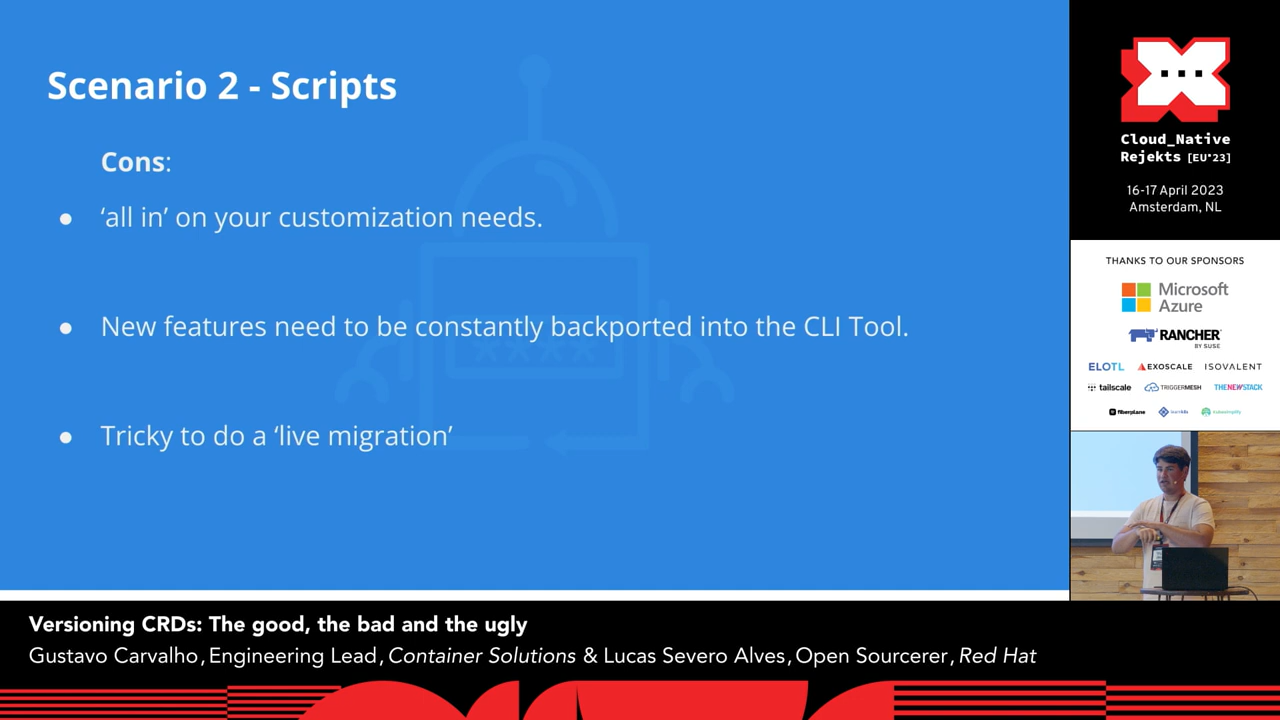 Scenario 2 - Scripts
Cons:
● ‘all in’ on your customization needs.
● New features need to be constantly backported into the CLI Tool.
● Tricky to do a ‘live migration’
****
Cloud_Native
Rejekts [EU*23]
16-17 April 2023
Amsterdam, NL
THANKS TO OUR SPONSORS
Microsoft
Azure
RANCHER
BY SUSE
ELOTL EXOSCALE ISOVALENT
tailscale TRIGGERMESH THENEWSTACK
fiberplane
Versioning CRDs: The good, the bad and the ugly
Gustavo Carvalho, Engineering Lead, Container Solutions & Lucas Severo Alves, Open Sourcerer, Red Hat